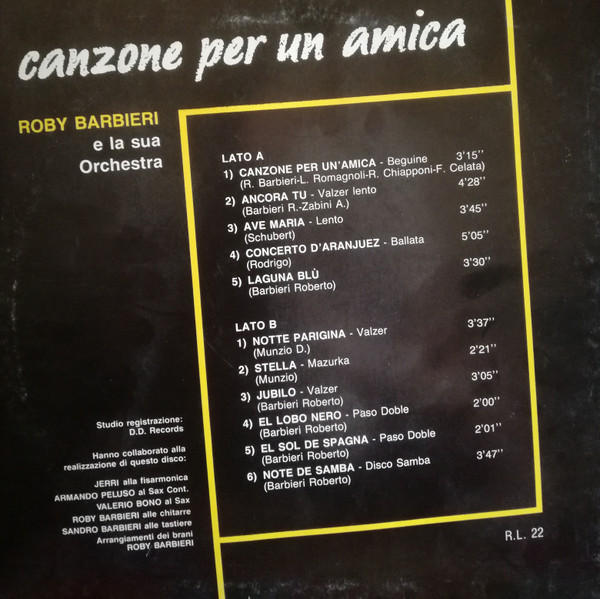 canzone per un amica
ROBY BARBIERI
e la sua
Orchestra
LATO A
1) CANZONE PER UN'AMICA - Beguine 3'15''
(R. Barbieri-L. Romagnoli-R. Chiapponi-F. Celata)
2) ANCORA TU - Valzer lento 4'28''
(Barbieri R.-Zabini A.)
3) AVE MARIA - Lento 3'45''
(Schubert)
4) CONCERTO D'ARANJUEZ - Ballata 5'05''
(Rodrigo)
5) LAGUNA BLÙ 3'30''
(Barbieri Roberto)
LATO B
1) NOTTE PARIGINA - Valzer 3'37''
(Munzio D.)
2) STELLA - Mazurka 2'21''
(Munzio)
3) JUBILO - Valzer 3'05''
(Barbieri Roberto)
4) EL LOBO NERO - Paso Doble 2'00''
(Barbieri Roberto)
5) EL SOL DE SPAGNA - Paso Doble 2'01''
(Barbieri Roberto)
6) NOTE DE SAMBA - Disco Samba 3'47''
(Barbieri Roberto)
Studio registrazione:
D.D. Records
Hanno collaborato alla
realizzazione di questo disco:
JERRI alla fisarmonica
ARMANDO PELUSO al Sax Cont.
VALERIO BONO al Sax
ROBY BARBIERI alle chitarre
SANDRO BARBIERI alle tastiere
Arrangiamenti dei brani
ROBY BARBIERI
R.L. 22